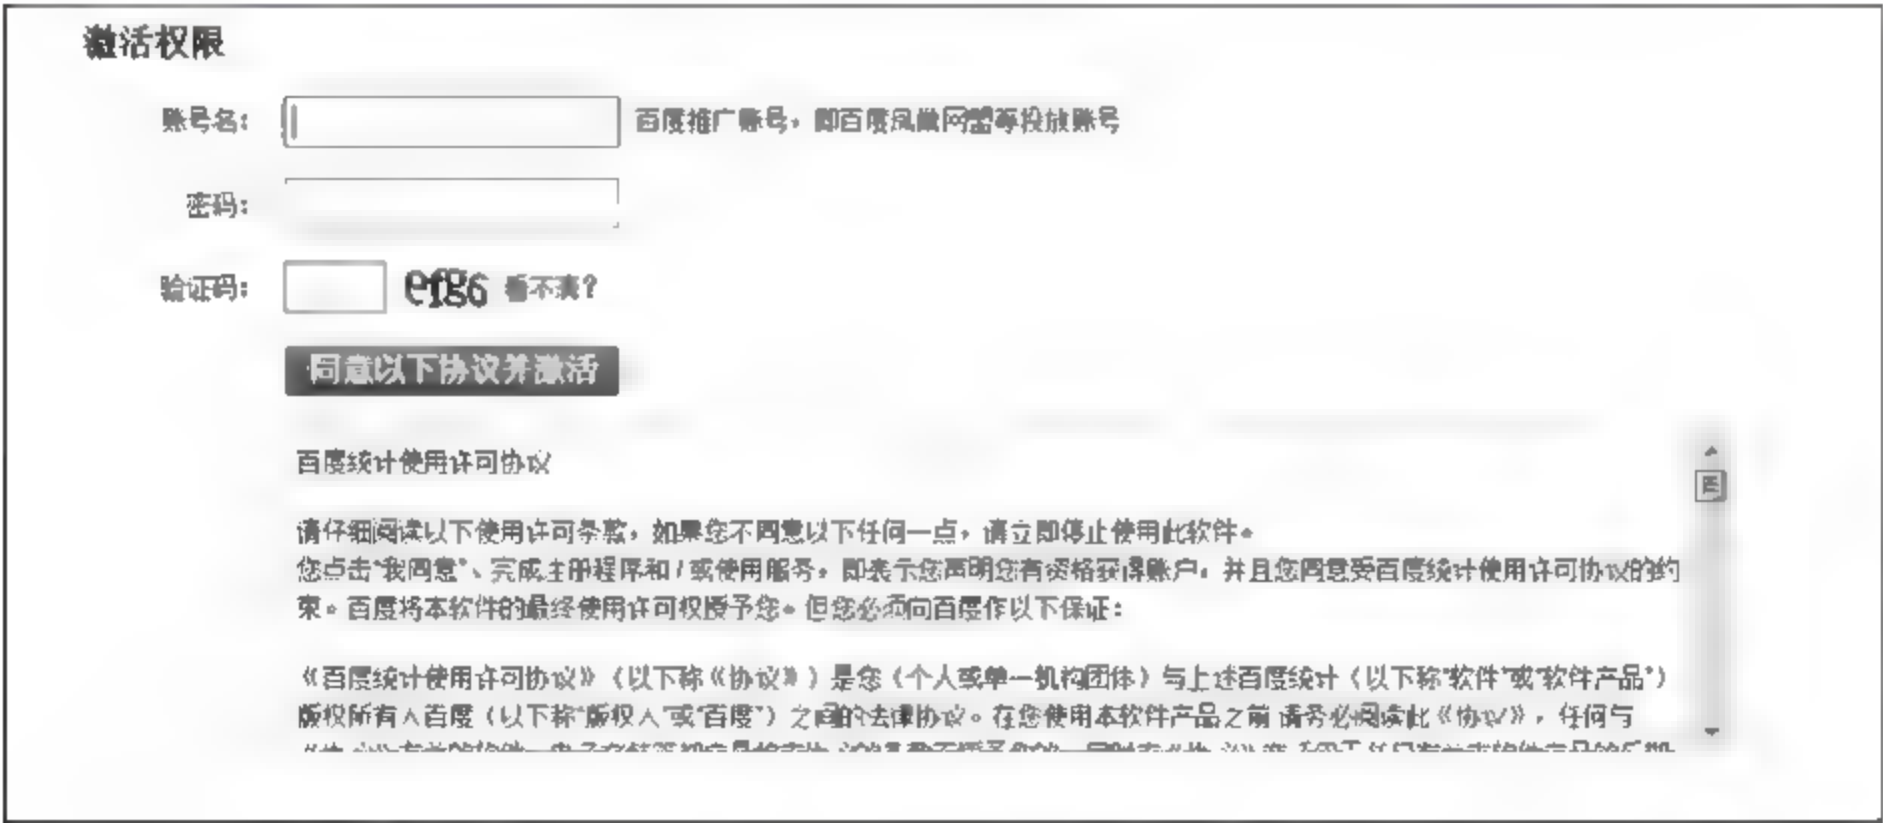 激活权限
账号名： 百度推广账号，即百度凤巢网盟等投放账号
密码：
验证码： efg6 看不清？
同意以下协议并激活
百度统计使用许可协议
请仔细阅读以下使用许可条款，如果您不同意以下任何一点，请立即停止使用此软件。
您点击“我同意”、完成注册程序和/或使用服务，即表示您声明您有资格获得账户，并且您同意受百度统计使用许可协议的约
束。百度将本软件的最终使用许可权授予您。但您必须向百度作以下保证：
《百度统计使用许可协议》（以下称《协议》）是您（个人或单一机构团体）与上述百度统计（以下称“软件”或“软件产品”）
版权所有人百度（以下称“版权人”或“百度”）之间的法律协议。在您使用本软件产品之前，请务必阅读此《协议》，任何与